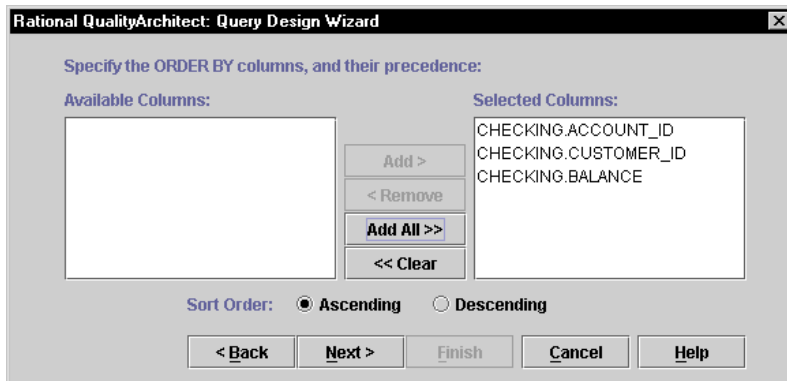 Rational QualityArchitect: Query Design Wizard
Specify the ORDER BY columns, and their precedence:
Available Columns:
Selected Columns:
CHECKING.ACCOUNT_ID
CHECKING.CUSTOMER_ID
CHECKING.BALANCE
Add >
< Remove
Add All >>
<< Clear
Sort Order: Ascending Descending
< Back Next > Finish Cancel Help